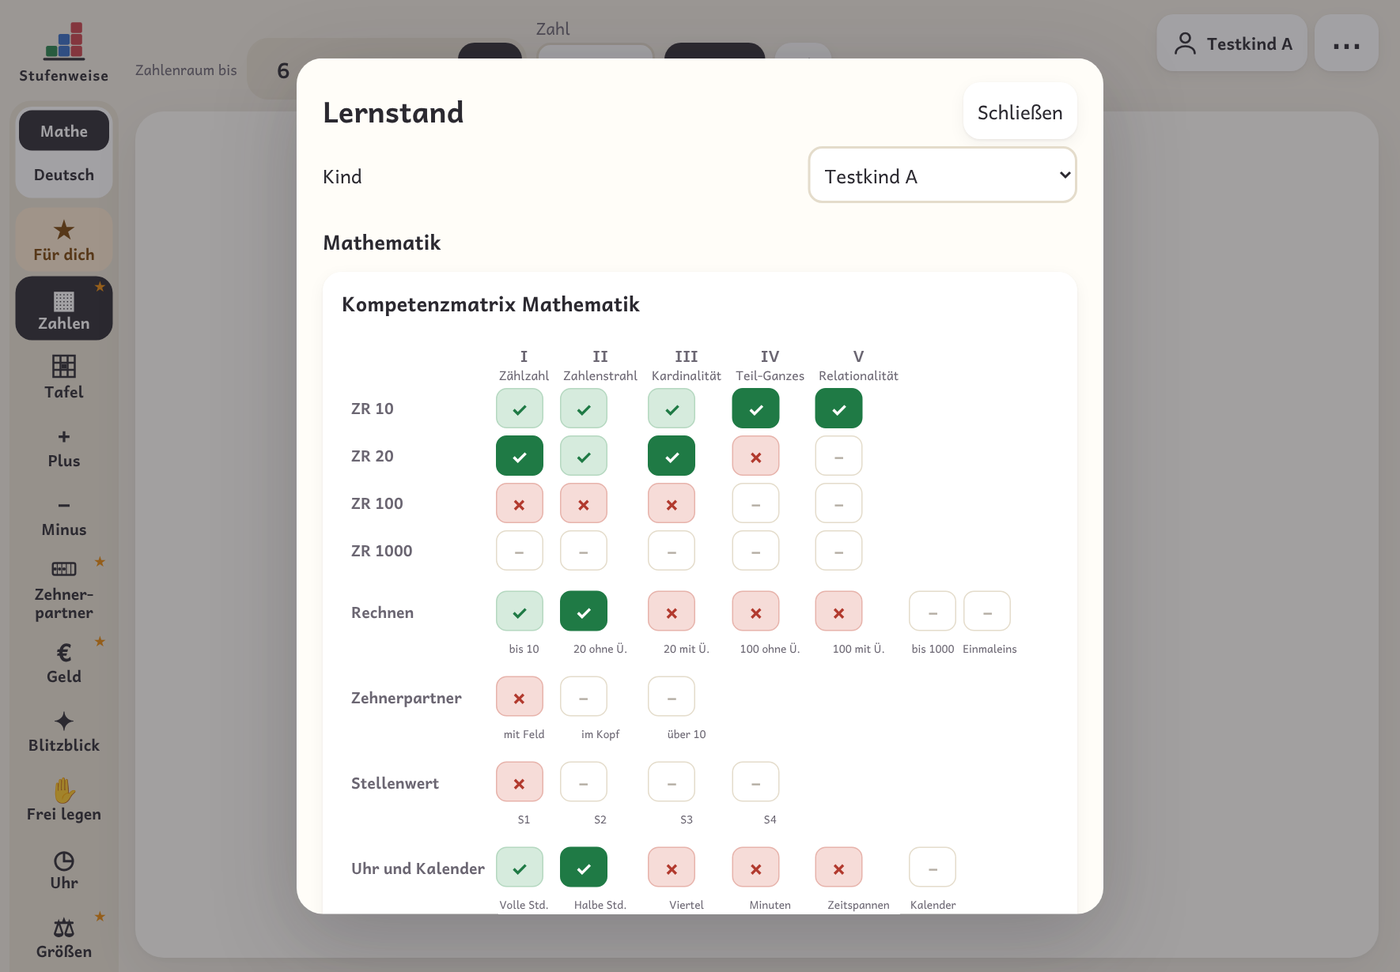 Stufenweise
Zahlenraum bis
6
Zahl
Testkind A
...
Mathe
Deutsch
★
Für dich
Zahlen
Tafel
+
Plus
−
Minus
Zehner-
partner
€
Geld
Blitzblick
Frei legen
Uhr
Größen
Lernstand
Schließen
Kind
Testkind A
Mathematik
Kompetenzmatrix Mathematik
I II III IV V
Zählzahl Zahlenstrahl Kardinalität Teil-Ganzes Relationalität
ZR 10 ✓ ✓ ✓ ✓ ✓
ZR 20 ✓ ✓ ✓ × –
ZR 100 × × × – –
ZR 1000 – – – – –
Rechnen ✓ ✓ × × × – –
bis 10 20 ohne Ü. 20 mit Ü. 100 ohne Ü. 100 mit Ü. bis 1000 Einmaleins
Zehnerpartner × – –
mit Feld im Kopf über 10
Stellenwert × – – –
S1 S2 S3 S4
Uhr und Kalender ✓ ✓ × × × –
Volle Std. Halbe Std. Viertel Minuten Zeitspannen Kalender